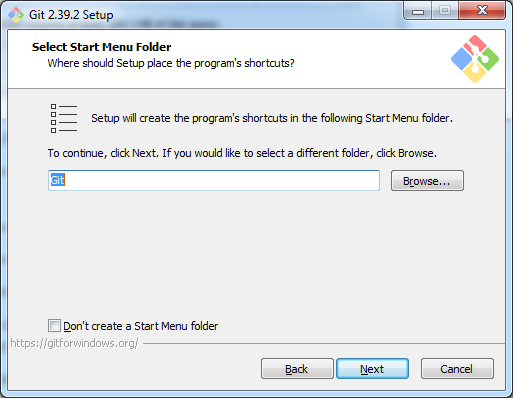 Git 2.39.2 Setup
Select Start Menu Folder
Where should Setup place the program's shortcuts?
Setup will create the program's shortcuts in the following Start Menu folder.
To continue, click Next. If you would like to select a different folder, click Browse.
Git
Browse...
Don't create a Start Menu folder
https://gitforwindows.org/
Back
Next
Cancel